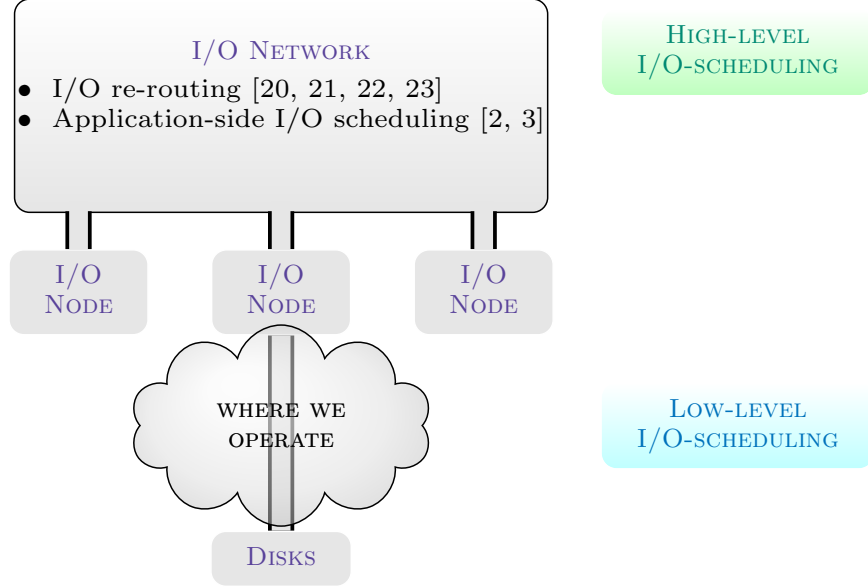 I/O Network
• I/O re-routing [20, 21, 22, 23]
• Application-side I/O scheduling [2, 3]
High-level
I/O-scheduling
I/O
Node
I/O
Node
I/O
Node
where we
operate
Low-level
I/O-scheduling
Disks